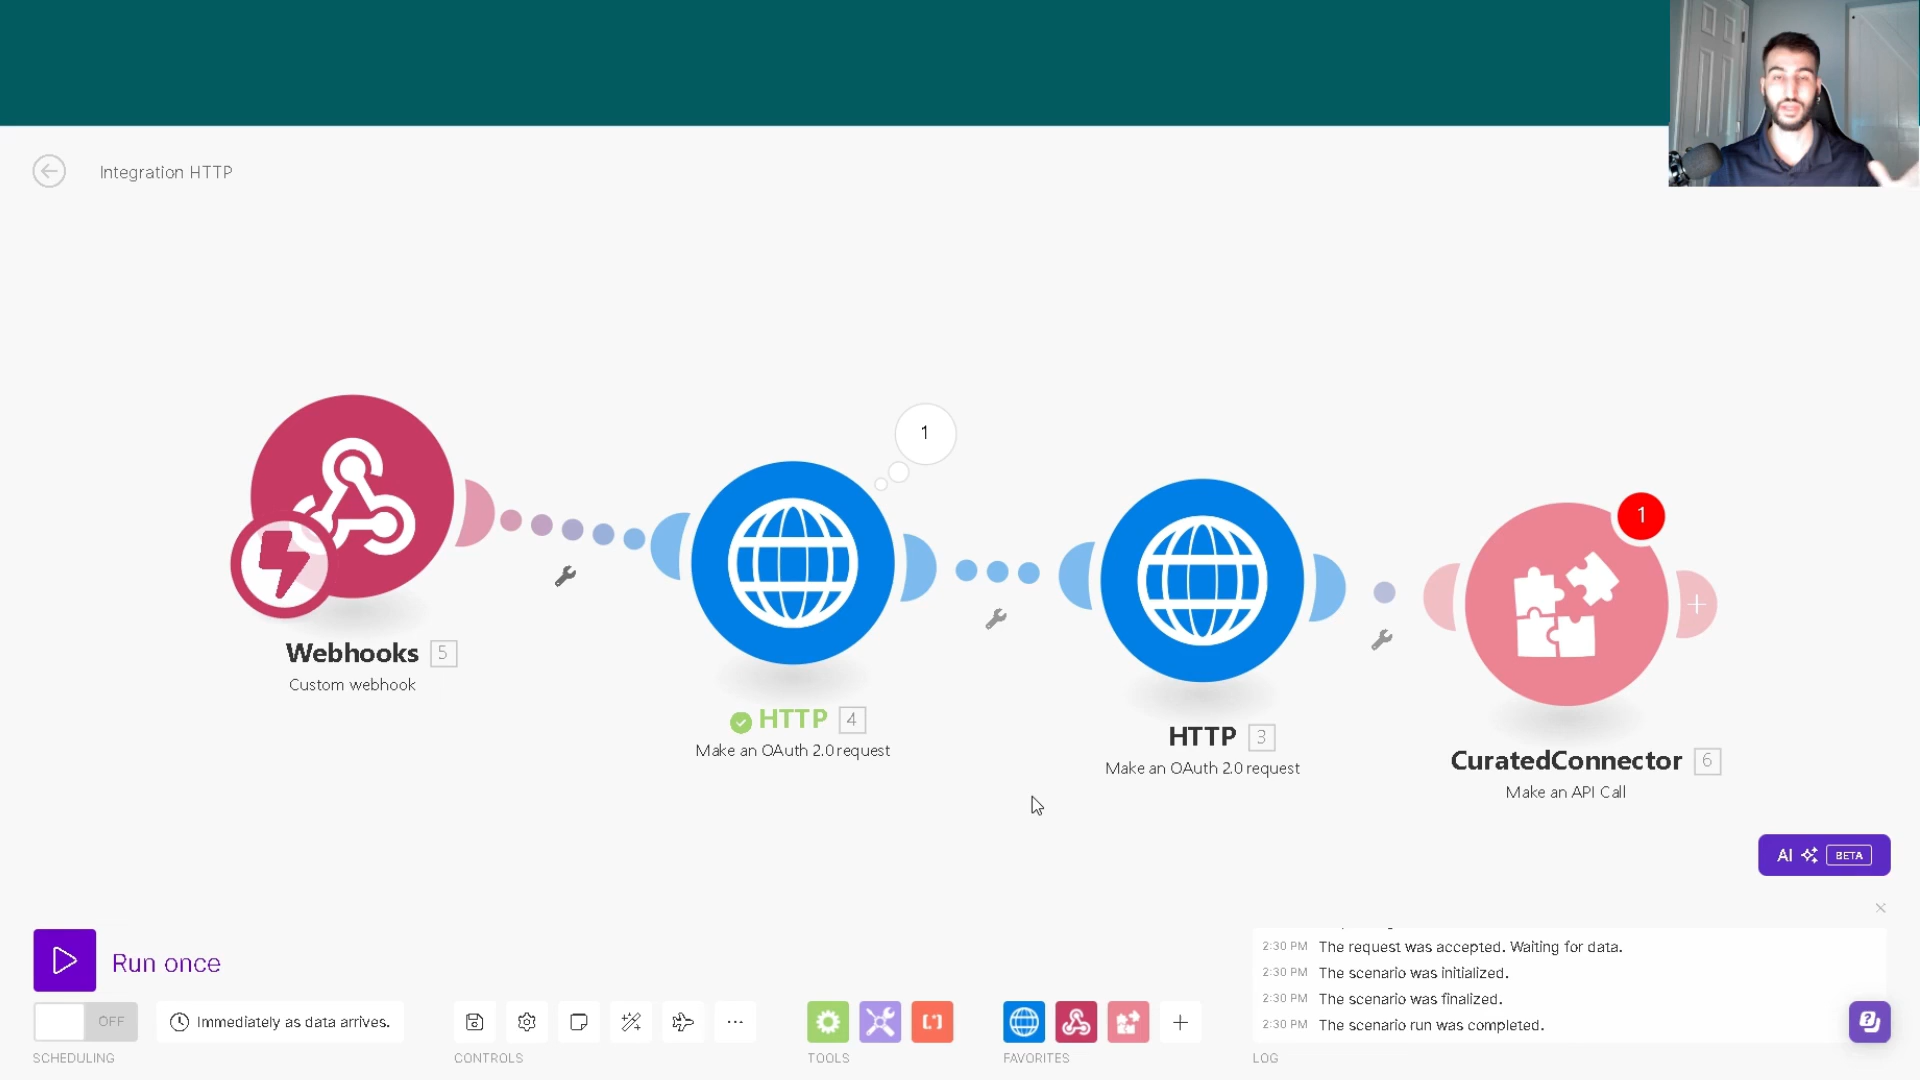 Integration HTTP
1
1
Webhooks 5
Custom webhook
HTTP 4
Make an OAuth 2.0 request
HTTP 3
Make an OAuth 2.0 request
CuratedConnector 6
Make an API Call
AI BETA
Run once
OFF
Immediately as data arrives.
SCHEDULING
CONTROLS
TOOLS
FAVORITES
2:30 PM The request was accepted. Waiting for data.
2:30 PM The scenario was initialized.
2:30 PM The scenario was finalized.
2:30 PM The scenario run was completed.
LOG